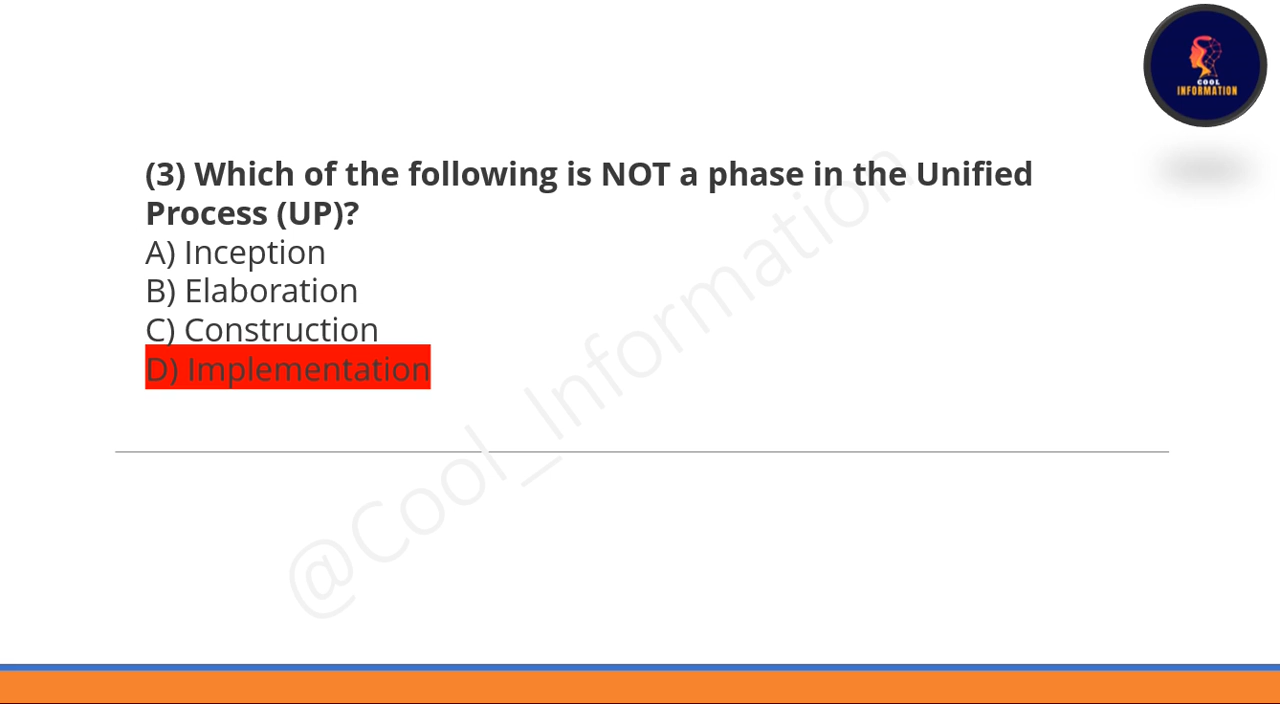 COOL
INFORMATION
(3) Which of the following is NOT a phase in the Unified
Process (UP)?
A) Inception
B) Elaboration
C) Construction
D) Implementation
@Cool_Information